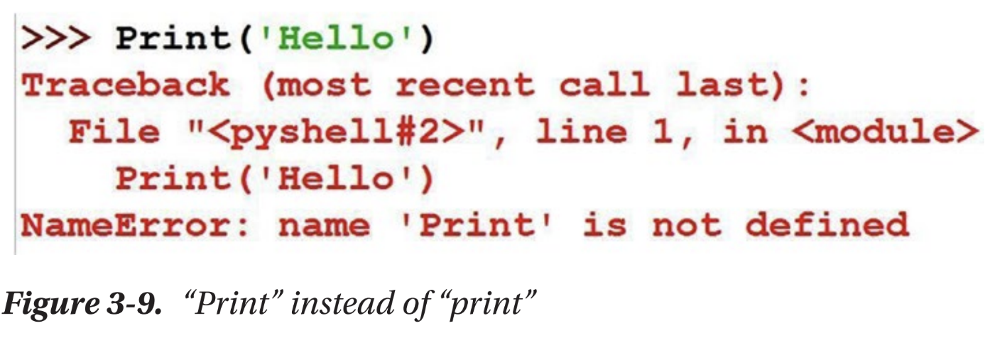 >>> Print('Hello')
Traceback (most recent call last):
  File "<pyshell#2>", line 1, in <module>
    Print('Hello')
NameError: name 'Print' is not defined
Figure 3-9. “Print” instead of “print”